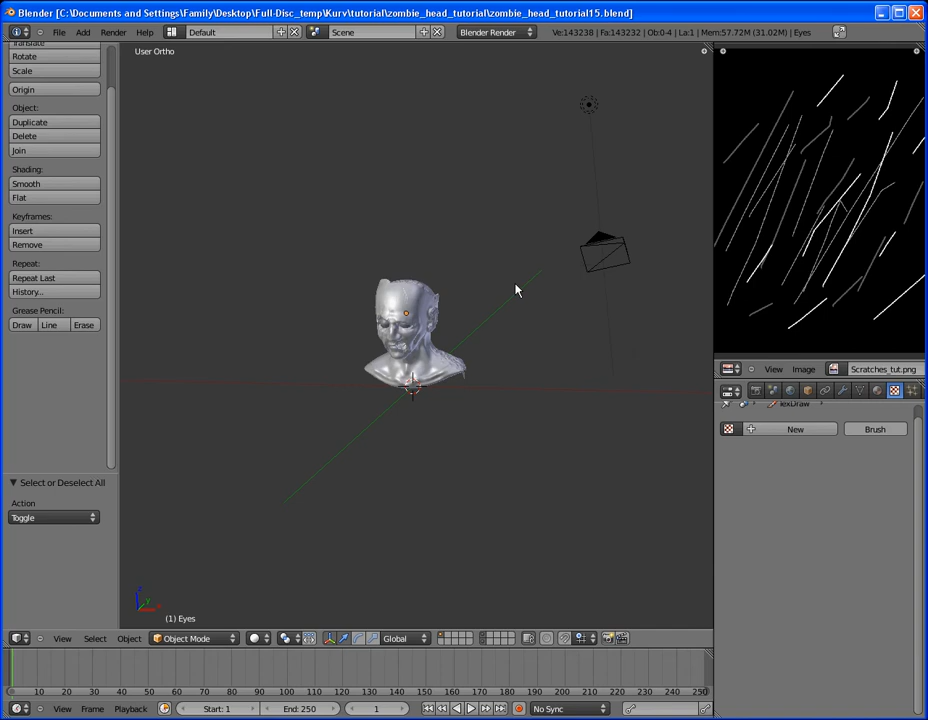 Blender [C:\Documents and Settings\Family\Desktop\Full-Disc_temp\Kurv\tutorial\zombie_head_tutorial\zombie_head_tutorial15.blend]
File Add Render Help Default Scene Blender Render Ve:143238 | Fa:143232 | Ob:0-4 | La:1 | Mem:57.72M (31.02M) | Eyes
Translate
Rotate
Scale
Origin
Object:
Duplicate
Delete
Join
Shading:
Smooth
Flat
Keyframes:
Insert
Remove
Repeat:
Repeat Last
History...
Grease Pencil:
Draw Line Erase
Select or Deselect All
Action
Toggle
User Ortho
(1) Eyes
View Select Object Object Mode Global
View Image Scratches_tut.png
TexDraw
New Brush
10 20 30 40 50 60 70 80 90 100 110 120 130 140 150 160 170 180 190 200 210 220 230 240 250
View Frame Playback Start: 1 End: 250 1 No Sync